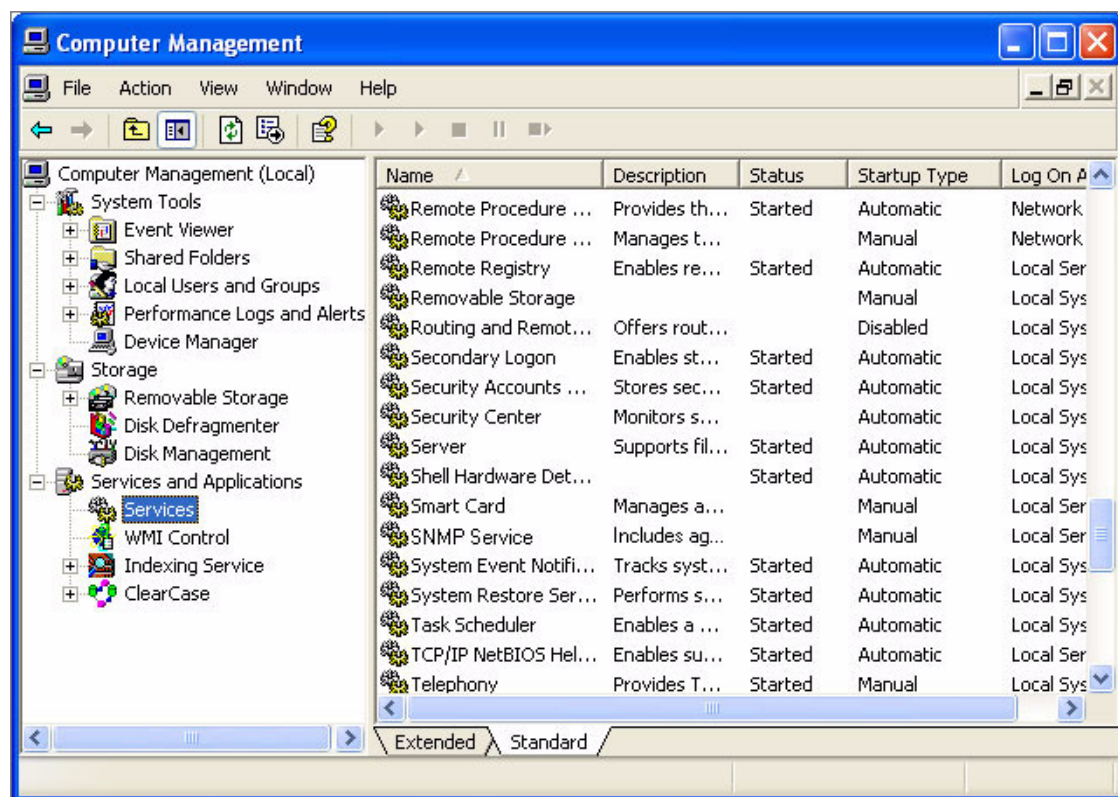 Computer Management
File Action View Window Help
Computer Management (Local)
System Tools
Event Viewer
Shared Folders
Local Users and Groups
Performance Logs and Alerts
Device Manager
Storage
Removable Storage
Disk Defragmenter
Disk Management
Services and Applications
Services
WMI Control
Indexing Service
ClearCase
Name Description Status Startup Type Log On A
Remote Procedure ... Provides th... Started Automatic Network
Remote Procedure ... Manages t... Manual Network
Remote Registry Enables re... Started Automatic Local Ser
Removable Storage Manual Local Sys
Routing and Remot... Offers rout... Disabled Local Sys
Secondary Logon Enables st... Started Automatic Local Sys
Security Accounts ... Stores sec... Started Automatic Local Sys
Security Center Monitors s... Automatic Local Sys
Server Supports fil... Started Automatic Local Sys
Shell Hardware Det... Started Automatic Local Sys
Smart Card Manages a... Manual Local Ser
SNMP Service Includes ag... Manual Local Ser
System Event Notifi... Tracks syst... Started Automatic Local Sys
System Restore Ser... Performs s... Started Automatic Local Sys
Task Scheduler Enables a ... Started Automatic Local Sys
TCP/IP NetBIOS Hel... Enables su... Started Automatic Local Ser
Telephony Provides T... Started Manual Local Sys
Extended Standard